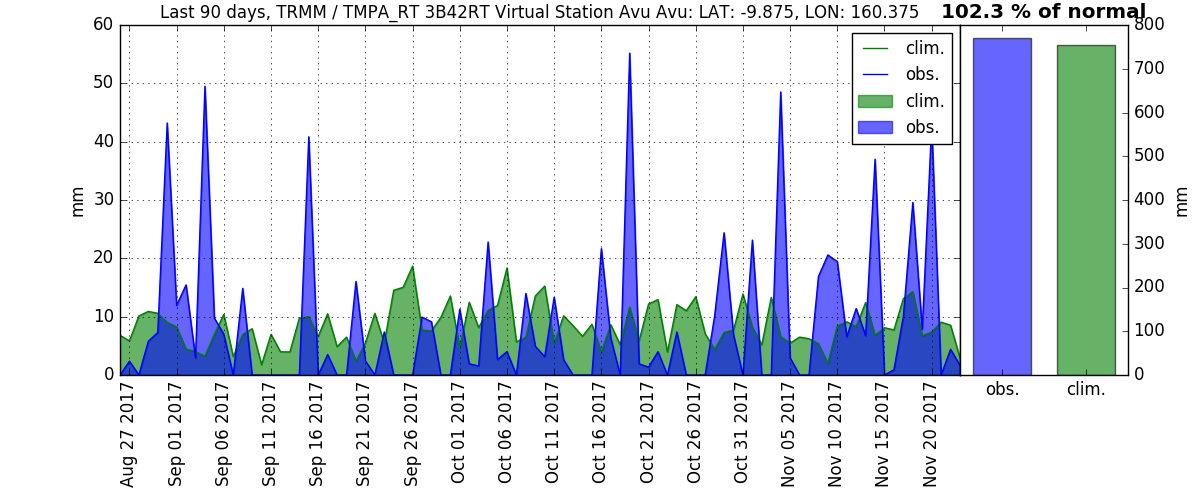 Last 90 days, TRMM / TMPA_RT 3B42RT Virtual Station Avu Avu: LAT: -9.875, LON: 160.375
102.3 % of normal
60
50
40
30
20
10
0
mm
clim.
obs.
clim.
obs.
800
700
600
500
400
300
200
100
0
mm
obs.
clim.
Aug 27 2017
Sep 01 2017
Sep 06 2017
Sep 11 2017
Sep 16 2017
Sep 21 2017
Sep 26 2017
Oct 01 2017
Oct 06 2017
Oct 11 2017
Oct 16 2017
Oct 21 2017
Oct 26 2017
Oct 31 2017
Nov 05 2017
Nov 10 2017
Nov 15 2017
Nov 20 2017